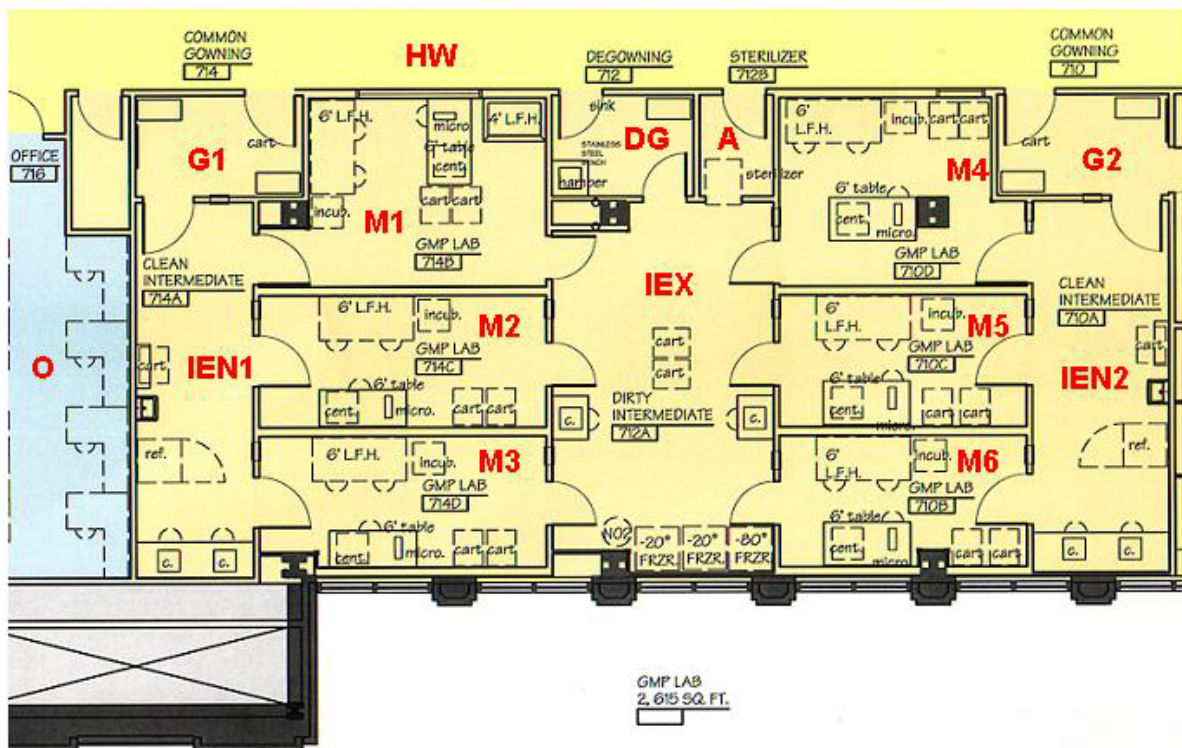 COMMON
GOWNING
714
HW
DEGOWNING
712
STERILIZER
712B
COMMON
GOWNING
710
OFFICE
716
G1
cart
6' L.F.H.
micro
6' table
cent.
4' L.F.H.
cart
cart
incub.
M1
GMP LAB
714B
sink
DG
STAINLESS
STEEL
BENCH
hamper
A
sterilizer
6'
L.F.H.
incub.
cart
cart
M4
6' table
cent.
micro.
GMP LAB
710D
cart
G2
CLEAN
INTERMEDIATE
714A
O
IEN1
cart
ref.
c.
c.
6' L.F.H.
incub.
M2
GMP LAB
714C
6' table
cent.
micro.
cart
cart
6' L.F.H.
incub.
M3
GMP LAB
714D
6' table
cent.
micro.
cart
cart
IEX
cart
cart
DIRTY
INTERMEDIATE
712A
c.
c.
-20°
FRZR.
-20°
FRZR.
-80°
FRZR.
6'
L.F.H.
incub.
M5
GMP LAB
710C
6' table
cent.
micro.
cart
cart
6'
L.F.H.
incub.
M6
GMP LAB
710B
6' table
cent.
micro.
cart
cart
CLEAN
INTERMEDIATE
710A
cart
IEN2
ref.
c.
c.
GMP LAB
2,615 SQ. FT.